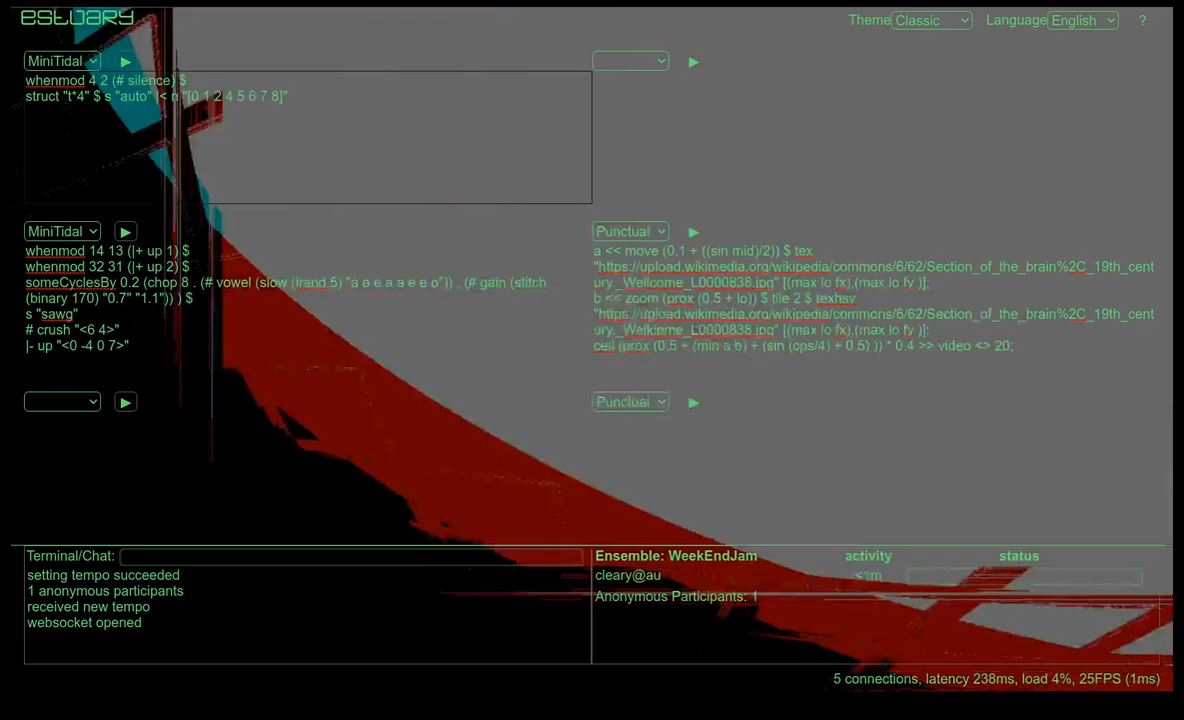 estuary
Theme Classic Language English ?
MiniTidal
whenmod 4 2 (# silence) $
struct "t*4" $ s "auto" |< n "[0 1 2 4 5 6 7 8]"
MiniTidal
whenmod 14 13 (|+ up 1) $
whenmod 32 31 (|+ up 2) $
someCyclesBy 0.2 (chop 8 . (# vowel (slow (irand 5) "a o e a a e e o")) . (# gain (stitch
(binary 170) "0.7" "1.1")) ) $
s "sawg"
# crush "<6 4>"
|- up "<0 -4 0 7>"
Punctual
a << move (0.1 + ((sin mid)/2)) $ tex
"https://upload.wikimedia.org/wikipedia/commons/6/62/Section_of_the_brain%2C_19th_cent
ury._Wellcome_L0000838.jpg" [(max lo fx),(max lo fy )];
b << zoom (prox (0.5 + lo)) $ tile 2 $ texhsv
"https://upload.wikimedia.org/wikipedia/commons/6/62/Section_of_the_brain%2C_19th_cent
ury._Wellcome_L0000838.jpg" [(max lo fx),(max lo fy )];
ceil (prox (0.5 + (min a b) + (sin (cps/4) + 0.5) )) * 0.4 >> video <> 20;
Punctual
Terminal/Chat:
setting tempo succeeded
1 anonymous participants
received new tempo
websocket opened
Ensemble: WeekEndJam activity status
cleary@au <1m
Anonymous Participants: 1
5 connections, latency 238ms, load 4%, 25FPS (1ms)